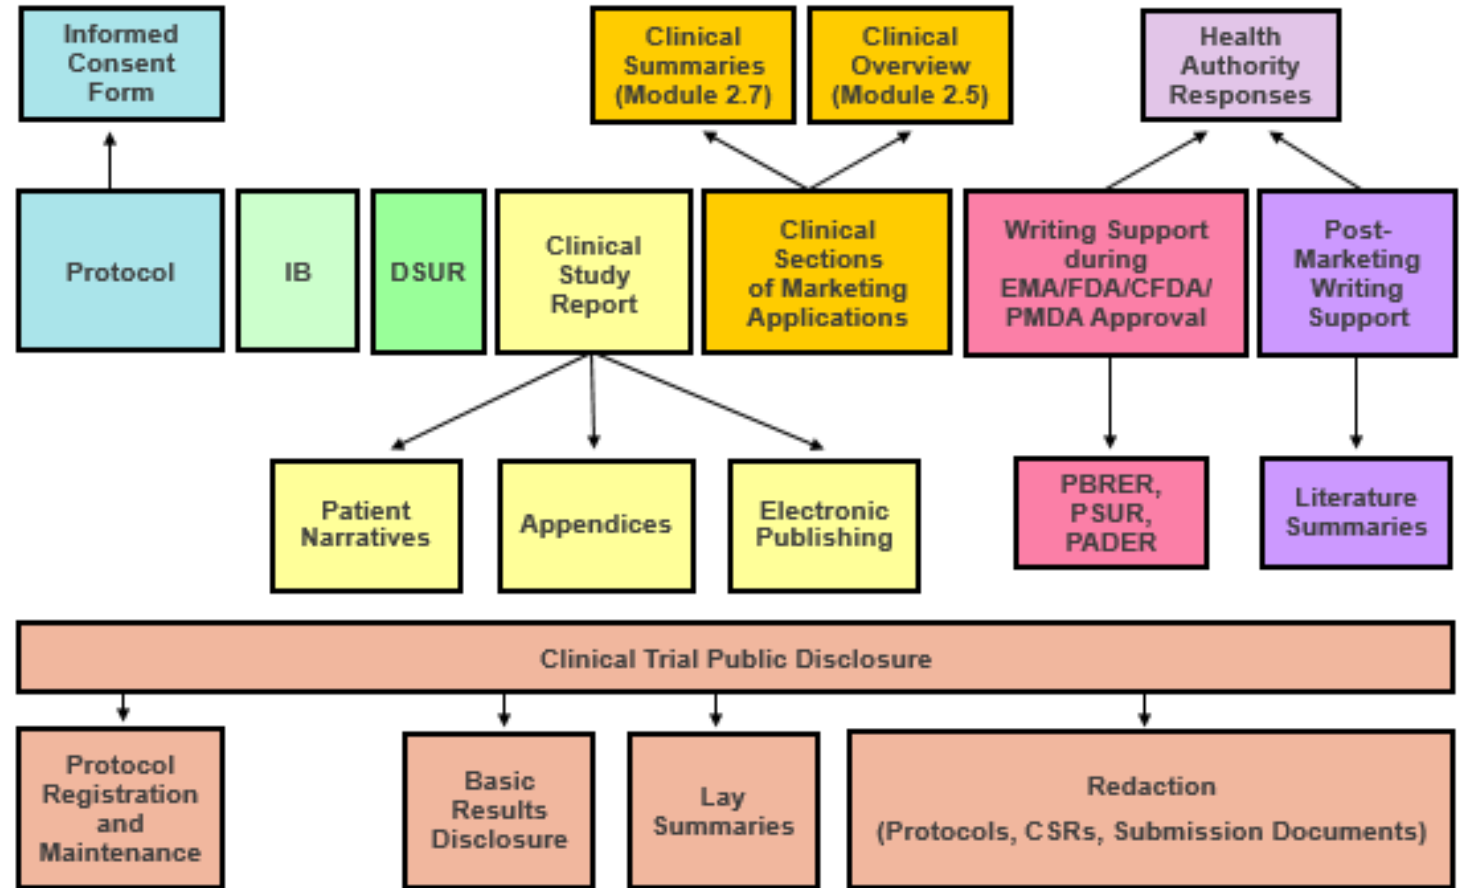 Informed
Consent
Form
Clinical
Summaries
(Module 2.7)
Clinical
Overview
(Module 2.5)
Health
Authority
Responses
Protocol
IB
DSUR
Clinical
Study
Report
Clinical
Sections
of Marketing
Applications
Writing Support
during
EMA/FDA/CFDA/
PMDA Approval
Post-
Marketing
Writing
Support
Patient
Narratives
Appendices
Electronic
Publishing
PBRER,
PSUR,
PADER
Literature
Summaries
Clinical Trial Public Disclosure
Protocol
Registration
and
Maintenance
Basic
Results
Disclosure
Lay
Summaries
Redaction
(Protocols, CSRs, Submission Documents)